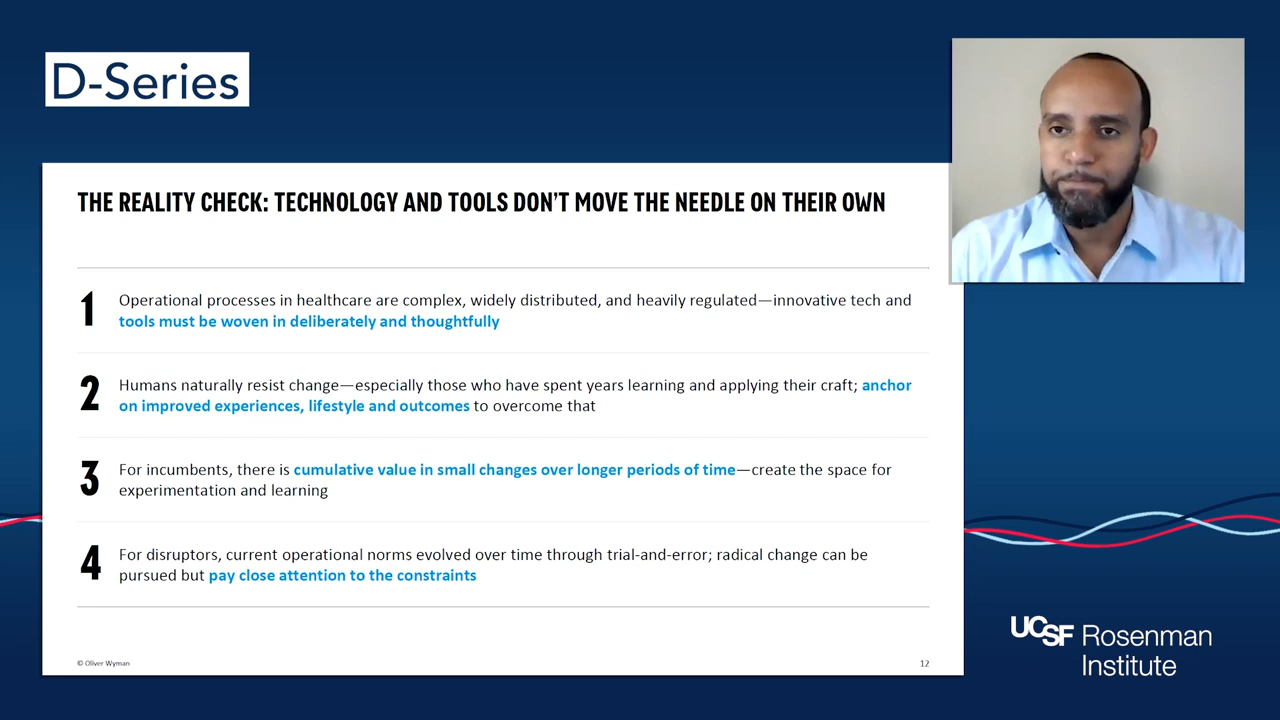 D-Series
THE REALITY CHECK: TECHNOLOGY AND TOOLS DON’T MOVE THE NEEDLE ON THEIR OWN
1
Operational processes in healthcare are complex, widely distributed, and heavily regulated—innovative tech and
tools must be woven in deliberately and thoughtfully
2
Humans naturally resist change—especially those who have spent years learning and applying their craft; anchor
on improved experiences, lifestyle and outcomes to overcome that
3
For incumbents, there is cumulative value in small changes over longer periods of time—create the space for
experimentation and learning
4
For disruptors, current operational norms evolved over time through trial-and-error; radical change can be
pursued but pay close attention to the constraints
© Oliver Wyman
12
UCSF Rosenman
Institute